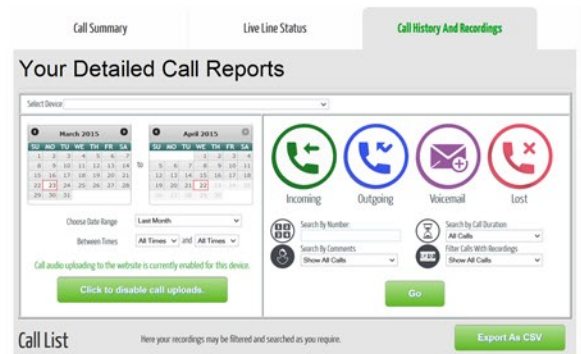 Call Summary
Live Line Status
Call History And Recordings
Your Detailed Call Reports
Select Device
March 2015
April 2015
SU MO TU WE TH FR SA
SU MO TU WE TH FR SA
1 2 3 4 5 6 7
1 2 3 4
8 9 10 11 12 13 14
to
5 6 7 8 9 10 11
15 16 17 18 19 20 21
12 13 14 15 16 17 18
22 23 24 25 26 27 28
19 20 21 22 23 24 25
29 30 31
26 27 28 29 30
Choose Date Range
Last Month
Between Times
All Times and All Times
Call audio uploading to the website is currently enabled for this device.
Click to disable call uploads.
Incoming
Outgoing
Voicemail
Lost
Search By Number
Search by Call Duration
All Calls
Search By Comments
Show All Calls
Filter Calls With Recordings
Show All Calls
Go
Call List
Here your recordings may be filtered and searched as you require.
Export As CSV